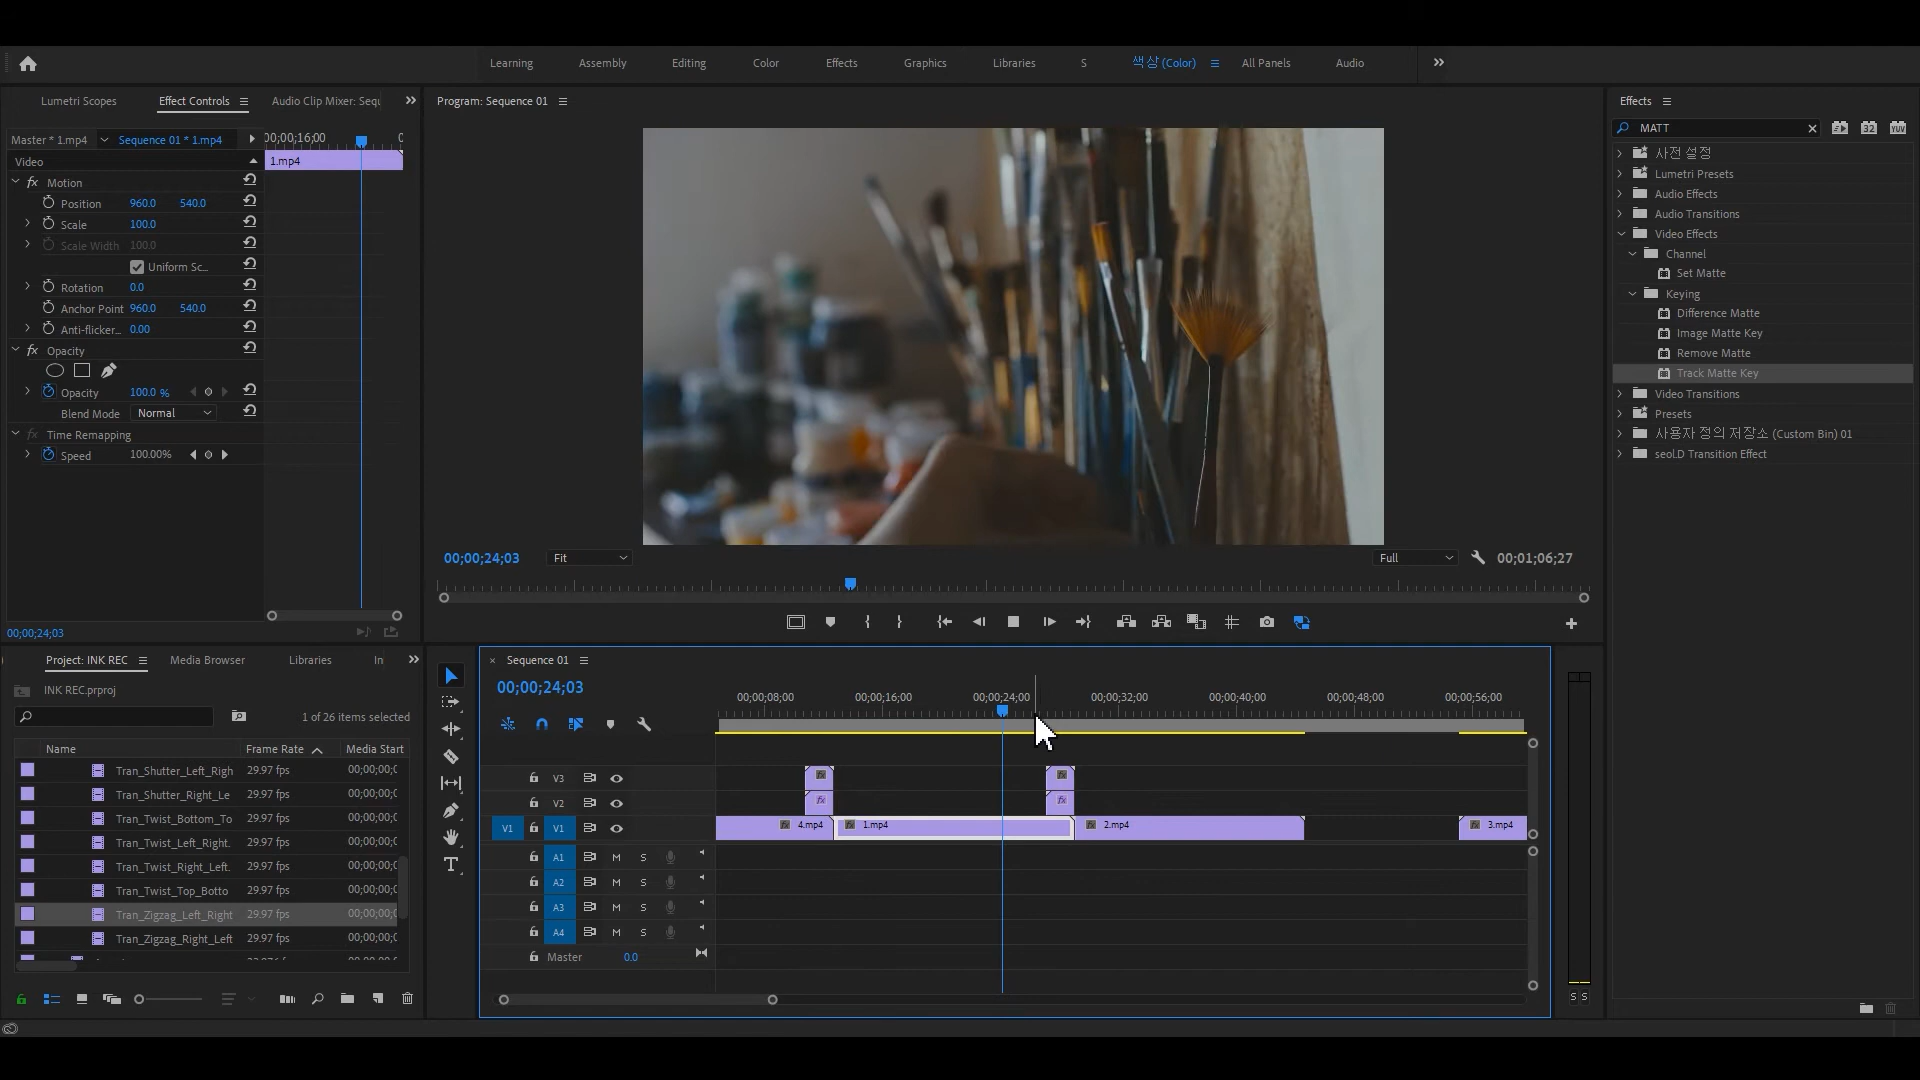 Learning Assembly Editing Color Effects Graphics Libraries S 색상 (Color) All Panels Audio
Lumetri Scopes Effect Controls Audio Clip Mixer: Sequ
Master * 1.mp4 Sequence 01 * 1.mp4 00;00;16;00
Video 1.mp4
fx Motion
Position 960.0 540.0
Scale 100.0
Scale Width 100.0
Uniform Sc...
Rotation 0.0
Anchor Point 960.0 540.0
Anti-flicker... 0.00
fx Opacity
Opacity 100.0 %
Blend Mode Normal
fx Time Remapping
Speed 100.00%
00;00;24;03
Program: Sequence 01
00;00;24;03 Fit Full 00;01;06;27
Effects
MATT 32 YUV
사전 설정
Lumetri Presets
Audio Effects
Audio Transitions
Video Effects
Channel
Set Matte
Keying
Difference Matte
Image Matte Key
Remove Matte
Track Matte Key
Video Transitions
Presets
사용자 정의 저장소 (Custom Bin) 01
seoI.D Transition Effect
Project: INK REC Media Browser Libraries In
INK REC.prproj
1 of 26 items selected
Name Frame Rate Media Start
Tran_Shutter_Left_Righ 29.97 fps 00;00;00;0
Tran_Shutter_Right_Le 29.97 fps 00;00;00;0
Tran_Twist_Bottom_To 29.97 fps 00;00;00;0
Tran_Twist_Left_Right. 29.97 fps 00;00;00;0
Tran_Twist_Right_Left. 29.97 fps 00;00;00;0
Tran_Twist_Top_Botto 29.97 fps 00;00;00;0
Tran_Zigzag_Left_Right 29.97 fps 00;00;00;0
Tran_Zigzag_Right_Left 29.97 fps 00;00;00;0
× Sequence 01
00;00;24;03
00;00;08;00 00;00;16;00 00;00;24;00 00;00;32;00 00;00;40;00 00;00;48;00 00;00;56;00
V3 fx fx
V2 fx fx
V1 V1 fx 4.mp4 fx 1.mp4 fx 2.mp4 fx 3.mp4
A1 M S
A2 M S
A3 M S
A4 M S
Master 0.0
S S